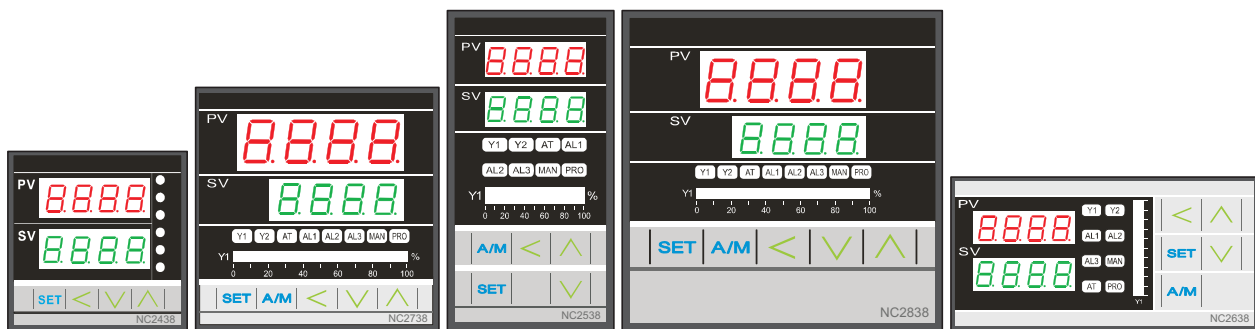 PV
8.8.8.8.
SV
8.8.8.8.
SET
NC2438
PV
8.8.8.8.
SV
8.8.8.8.
Y1 Y2 AT AL1 AL2 AL3 MAN PRO
Y1 %
0 20 40 60 80 100
SET A/M
NC2738
PV
8.8.8.8.
SV
8.8.8.8.
Y1 Y2 AT AL1
AL2 AL3 MAN PRO
Y1 %
0 20 40 60 80 100
A/M
SET
NC2538
PV
8.8.8.8.
SV
8.8.8.8.
Y1 Y2 AT AL1 AL2 AL3 MAN PRO
Y1 %
0 20 40 60 80 100
SET A/M
NC2838
PV
8.8.8.8.
Y1 Y2
AL1 AL2
SV
8.8.8.8.
AL3 MAN
AT PRO
Y1
SET
A/M
NC2638